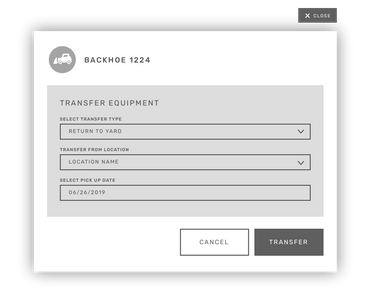 × CLOSE
BACKHOE 1224
TRANSFER EQUIPMENT
SELECT TRANSFER TYPE
RETURN TO YARD
TRANSFER FROM LOCATION
LOCATION NAME
SELECT PICK UP DATE
06/26/2019
CANCEL
TRANSFER